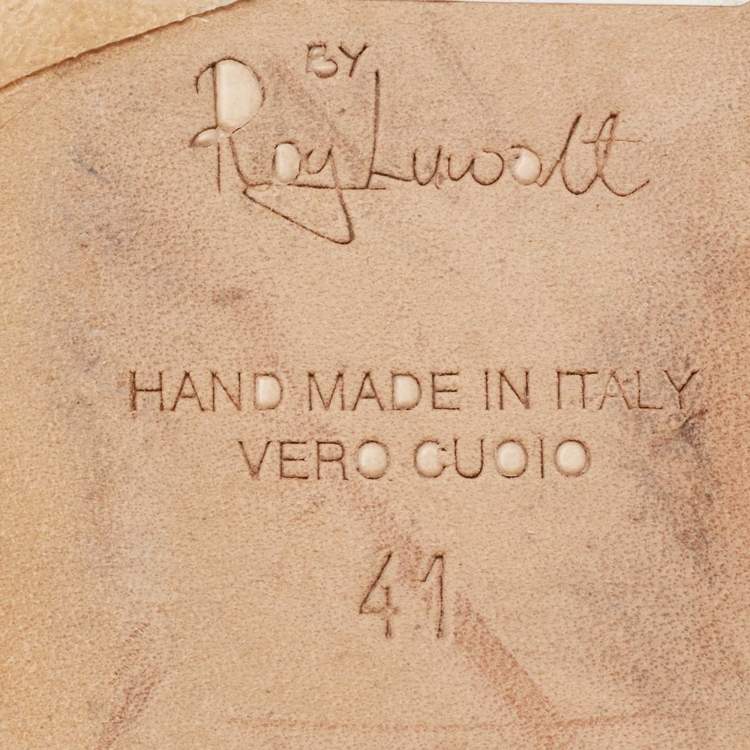 BY
Roy Luwolt
HAND MADE IN ITALY
VERO CUOIO
41